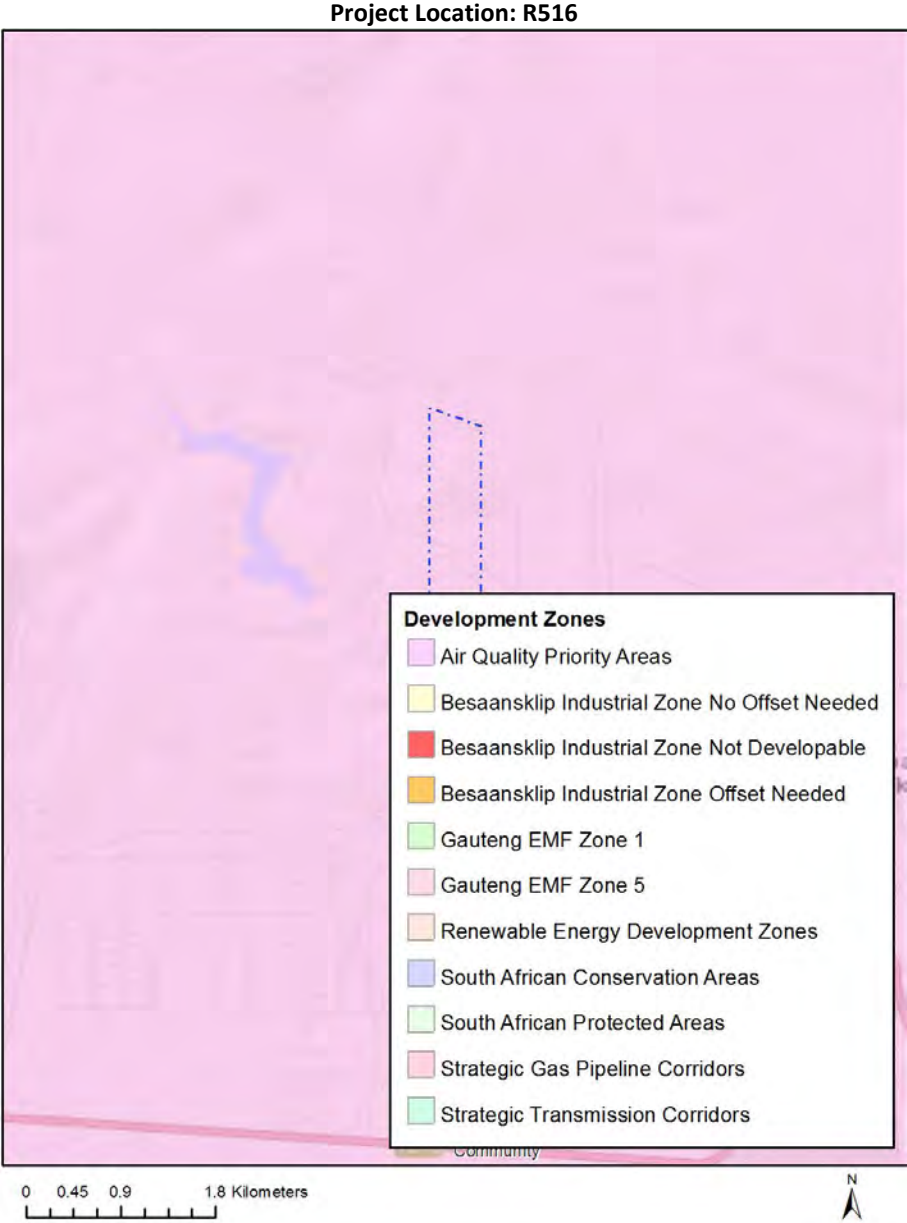 Project Location: R516
Development Zones
Air Quality Priority Areas
Besaansklip Industrial Zone No Offset Needed
Besaansklip Industrial Zone Not Developable
Besaansklip Industrial Zone Offset Needed
Gauteng EMF Zone 1
Gauteng EMF Zone 5
Renewable Energy Development Zones
South African Conservation Areas
South African Protected Areas
Strategic Gas Pipeline Corridors
Strategic Transmission Corridors
Community
0 0.45 0.9 1.8 Kilometers
N